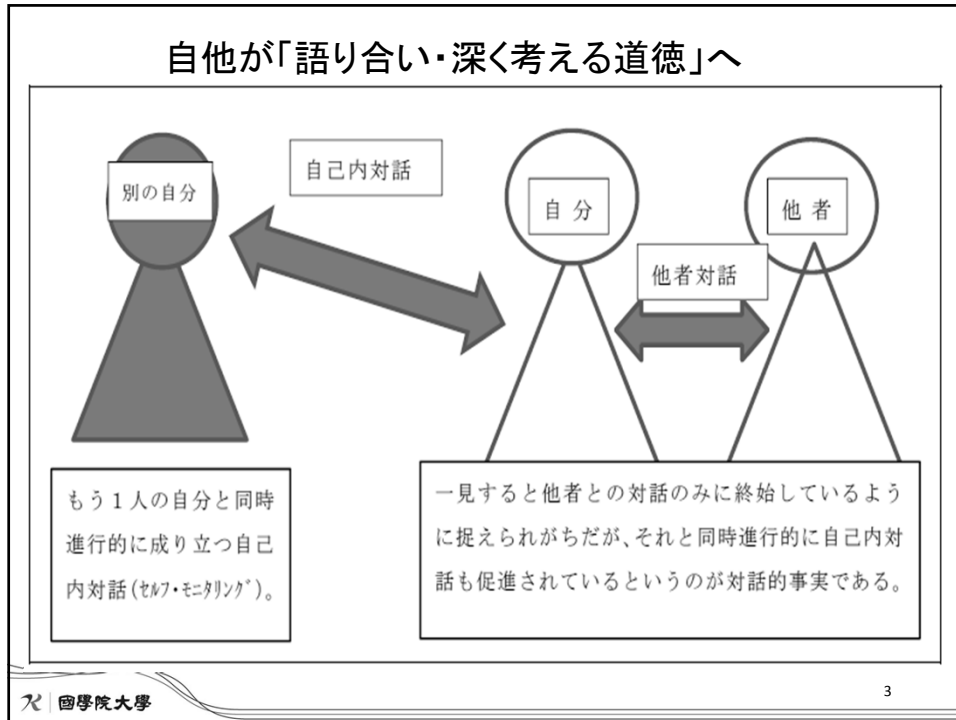 自他が「語り合い・深く考える道徳」へ
別の自分
自己内対話
自 分
他 者
他者対話
もう１人の自分と同時
進行的に成り立つ自己
内対話(ｾﾙﾌ・ﾓﾆﾀﾘﾝｸﾞ)。
一見すると他者との対話のみに終始しているよう
に捉えられがちだが、それと同時進行的に自己内対
話も促進されているというのが対話的事実である。
K 國學院大學
3